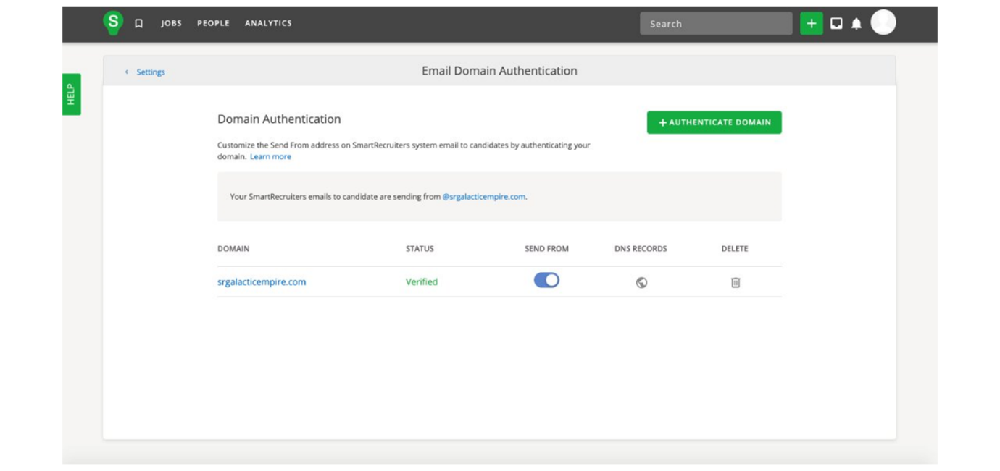 S JOBS PEOPLE ANALYTICS Search +
< Settings Email Domain Authentication
HELP
Domain Authentication + AUTHENTICATE DOMAIN
Customize the Send From address on SmartRecruiters system email to candidates by authenticating your
domain. Learn more
Your SmartRecruiters emails to candidate are sending from @srgalacticempire.com.
DOMAIN STATUS SEND FROM DNS RECORDS DELETE
srgalacticempire.com Verified